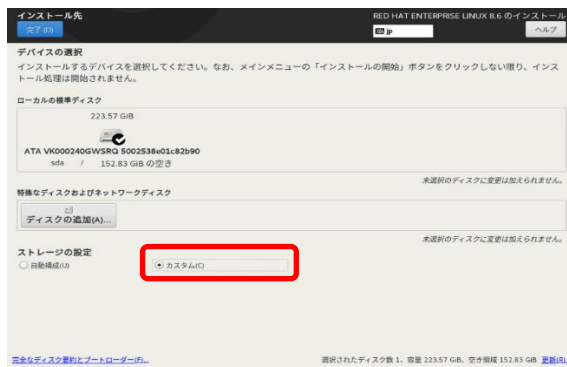 インストール先
RED HAT ENTERPRISE LINUX 8.6 のインストール
完了(D)
jp
ヘルプ
デバイスの選択
インストールするデバイスを選択してください。なお、メインメニューの「インストールの開始」ボタンをクリックしない限り、インス
トール処理は開始されません。
ローカルの標準ディスク
223.57 GiB
ATA VK000240GWSRQ 5002538e01c82b90
sda / 152.83 GiB の空き
未選択のディスクに変更は加えられません。
特殊なディスクおよびネットワークディスク
ディスクの追加(A)...
未選択のディスクに変更は加えられません。
ストレージの設定
自動構成(U)
カスタム(C)
完全なディスク要約とブートローダー(F)...
選択されたディスク数 1、容量 223.57 GiB、空き領域 152.83 GiB 更新(R)